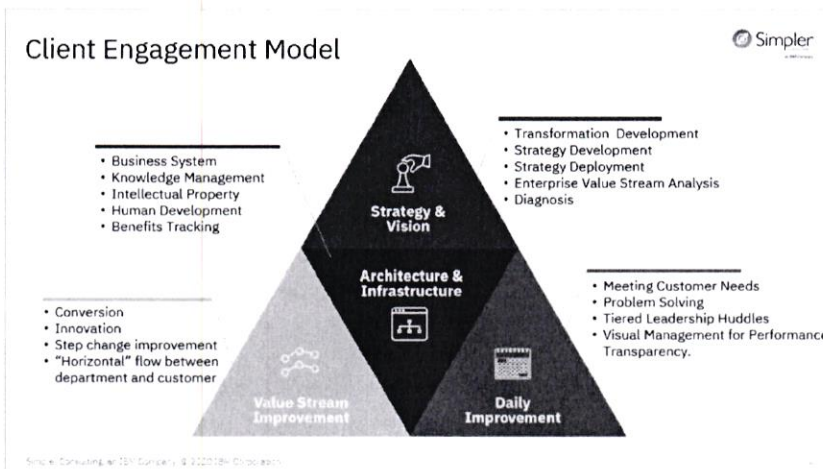 Client Engagement Model
Simpler
• Business System
• Knowledge Management
• Intellectual Property
• Human Development
• Benefits Tracking
• Transformation Development
• Strategy Development
• Strategy Deployment
• Enterprise Value Stream Analysis
• Diagnosis
Strategy &
Vision
Architecture &
Infrastructure
• Conversion
• Innovation
• Step change improvement
• "Horizontal" flow between
department and customer
• Meeting Customer Needs
• Problem Solving
• Tiered Leadership Huddles
• Visual Management for Performance
Transparency.
Value Stream
Improvement
Daily
Improvement